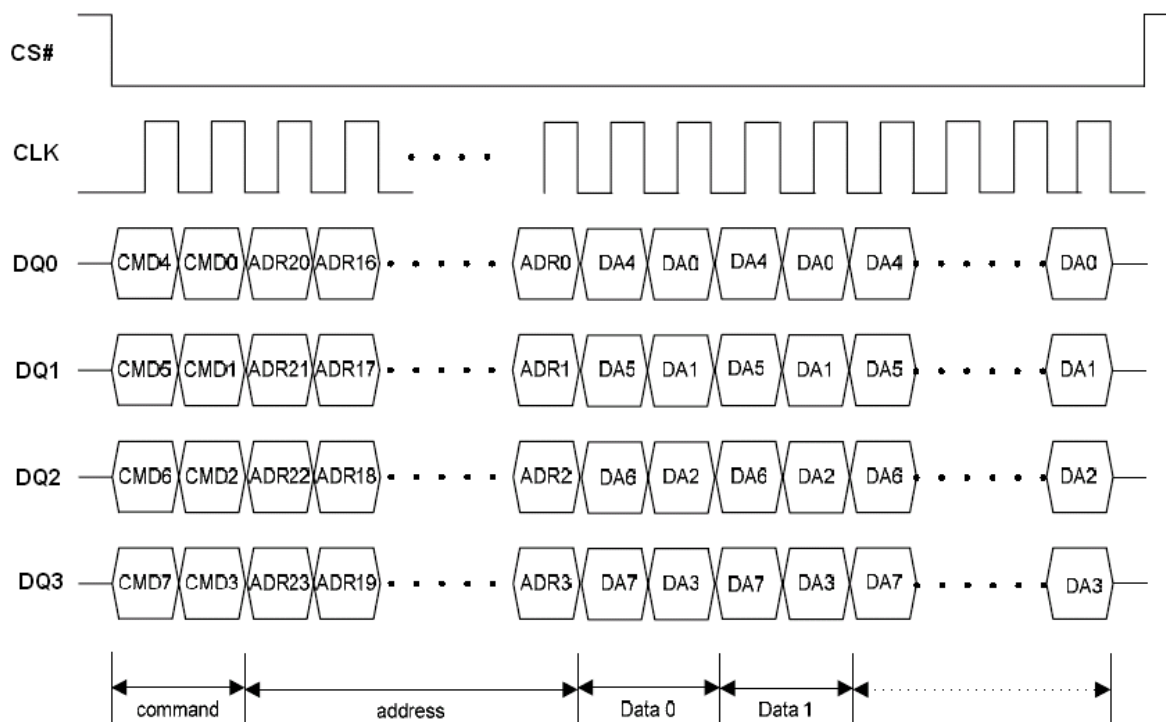 CS#
CLK
DQ0 CMD4 CMD0 ADR20 ADR16 ADR0 DA4 DA0 DA4 DA0 DA4 DA0
DQ1 CMD5 CMD1 ADR21 ADR17 ADR1 DA5 DA1 DA5 DA1 DA5 DA1
DQ2 CMD6 CMD2 ADR22 ADR18 ADR2 DA6 DA2 DA6 DA2 DA6 DA2
DQ3 CMD7 CMD3 ADR23 ADR19 ADR3 DA7 DA3 DA7 DA3 DA7 DA3
command address Data 0 Data 1